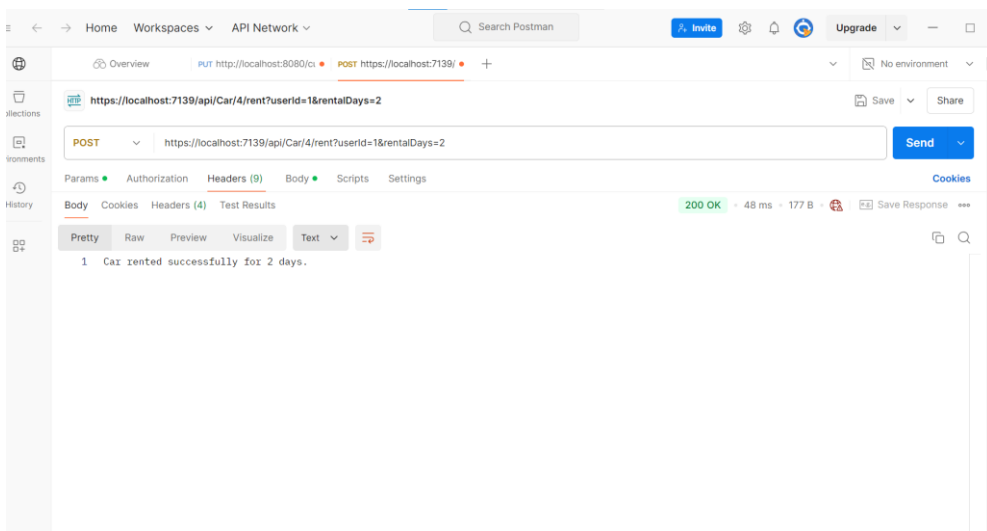 Home Workspaces API Network Search Postman Invite Upgrade
Overview PUT http://localhost:8080/cu POST https://localhost:7139/ No environment
HTTP https://localhost:7139/api/Car/4/rent?userId=1&rentalDays=2 Save Share
POST https://localhost:7139/api/Car/4/rent?userId=1&rentalDays=2 Send
Params Authorization Headers (9) Body Scripts Settings Cookies
Body Cookies Headers (4) Test Results 200 OK 48 ms 177 B Save Response
Pretty Raw Preview Visualize Text
1 Car rented successfully for 2 days.
ollections
ironments
History